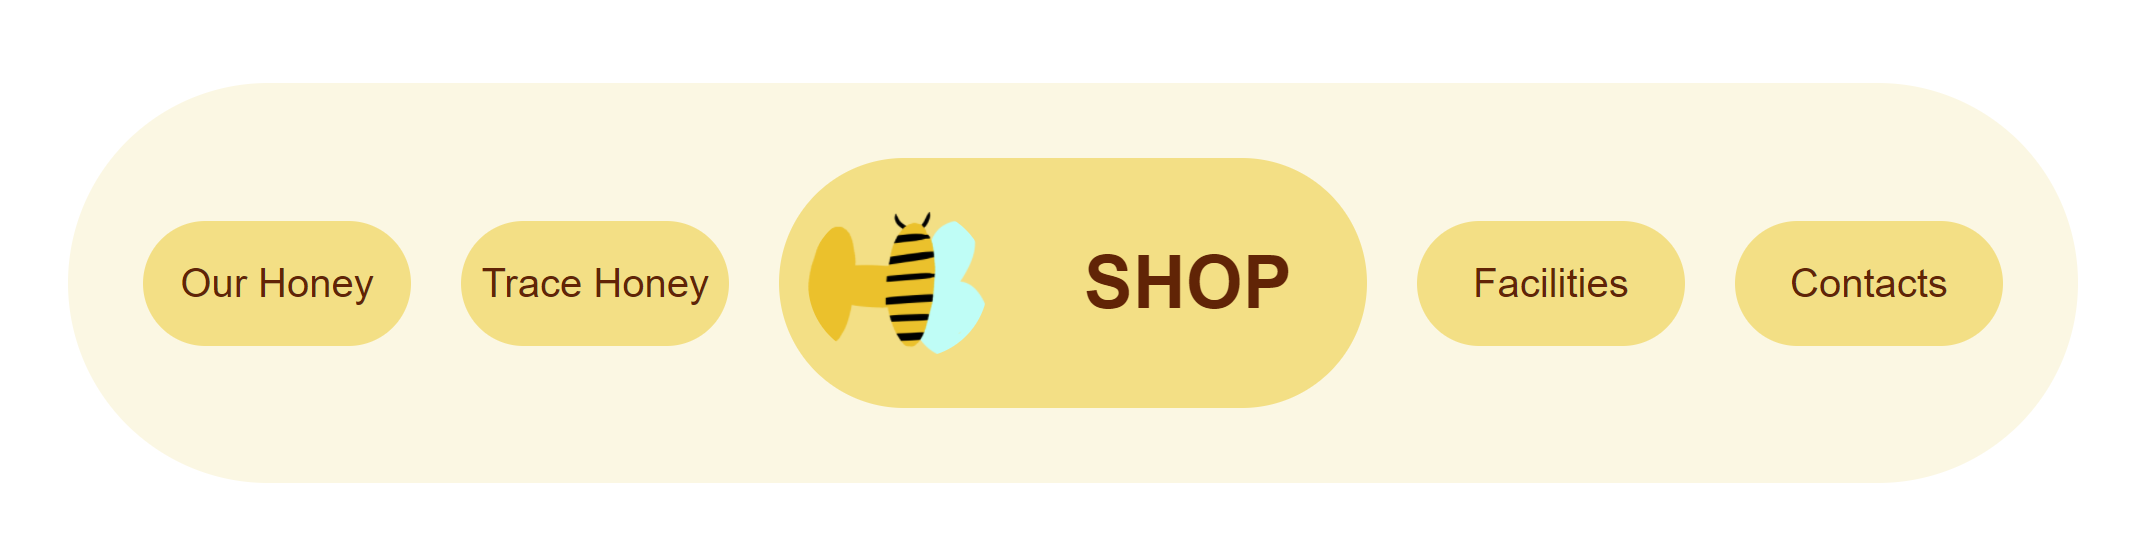 Our Honey
Trace Honey
SHOP
Facilities
Contacts